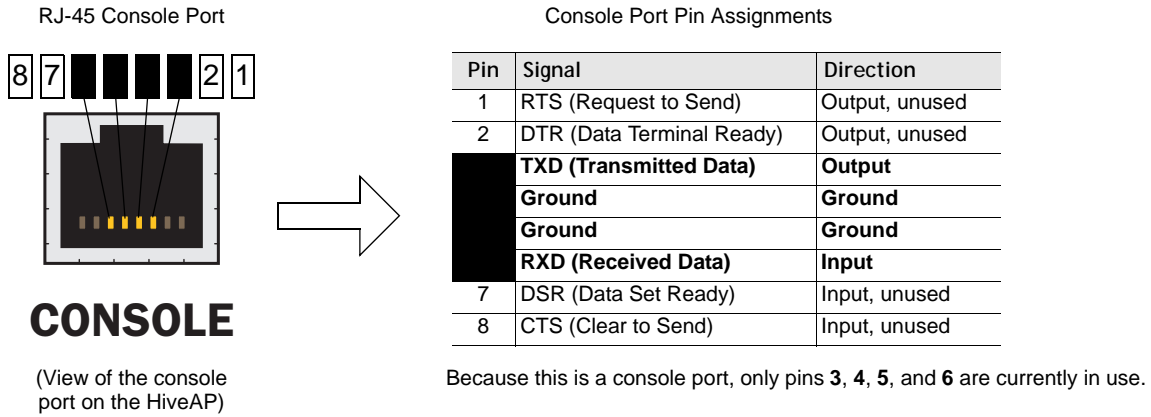 RJ-45 Console Port
Console Port Pin Assignments
8 7 2 1
CONSOLE
(View of the console
port on the HiveAP)
Pin Signal Direction
1 RTS (Request to Send) Output, unused
2 DTR (Data Terminal Ready) Output, unused
TXD (Transmitted Data) Output
Ground Ground
Ground Ground
RXD (Received Data) Input
7 DSR (Data Set Ready) Input, unused
8 CTS (Clear to Send) Input, unused
Because this is a console port, only pins 3, 4, 5, and 6 are currently in use.